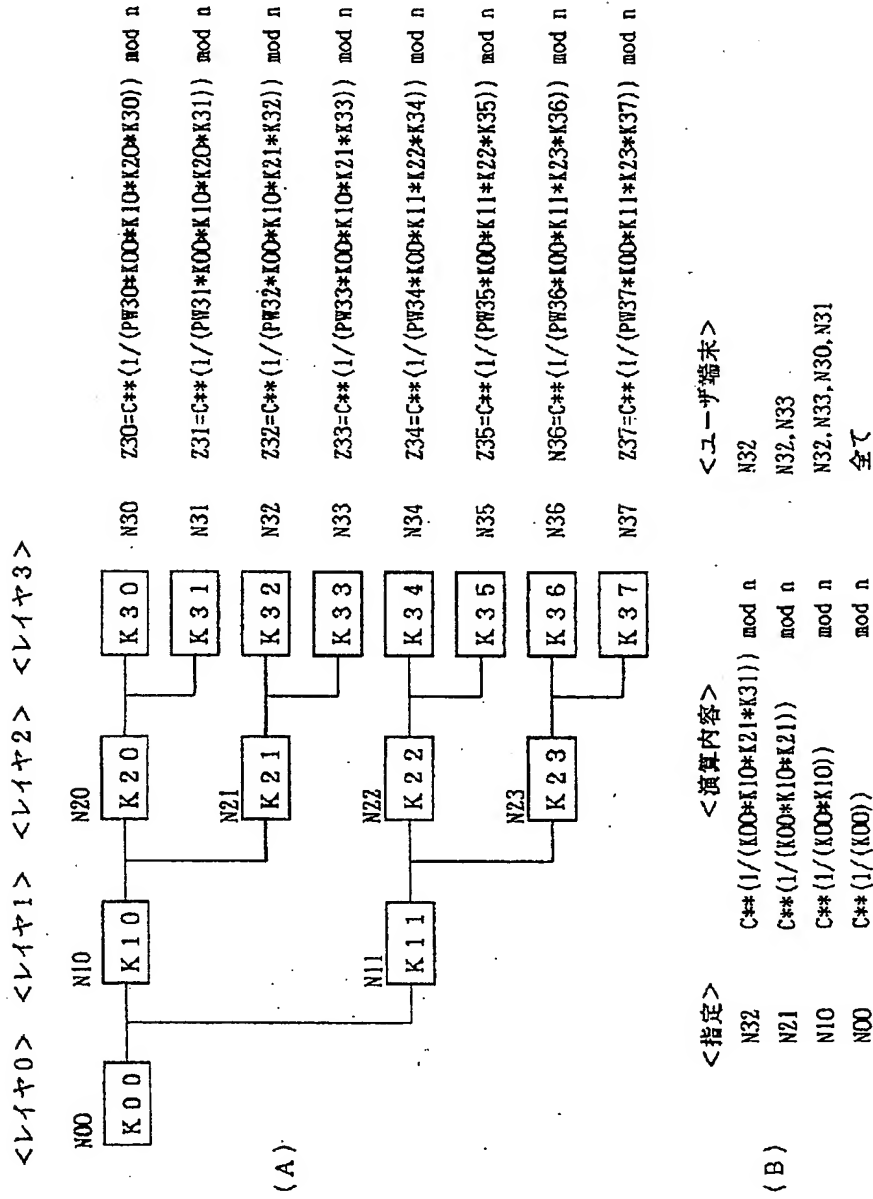 <レイヤ0> <レイヤ1> <レイヤ2> <レイヤ3>
(A)
N00
K00
N10
K10
N11
K11
N20
K20
N21
K21
N22
K22
N23
K23
K30 N30 Z30=C**(1/(PW30*K00*K10*K20*K30)) mod n
K31 N31 Z31=C**(1/(PW31*K00*K10*K20*K31)) mod n
K32 N32 Z32=C**(1/(PW32*K00*K10*K21*K32)) mod n
K33 N33 Z33=C**(1/(PW33*K00*K10*K21*K33)) mod n
K34 N34 Z34=C**(1/(PW34*K00*K11*K22*K34)) mod n
K35 N35 Z35=C**(1/(PW35*K00*K11*K22*K35)) mod n
K36 N36 N36=C**(1/(PW36*K00*K11*K23*K36)) mod n
K37 N37 Z37=C**(1/(PW37*K00*K11*K23*K37)) mod n
(B)
<指定> <演算内容> <ユーザ端末>
N32 C**(1/(K00*K10*K21*K31)) mod n N32
N21 C**(1/(K00*K10*K21)) mod n N32,N33
N10 C**(1/(K00*K10)) mod n N32,N33,N30,N31
N00 C**(1/(K00)) mod n 全て